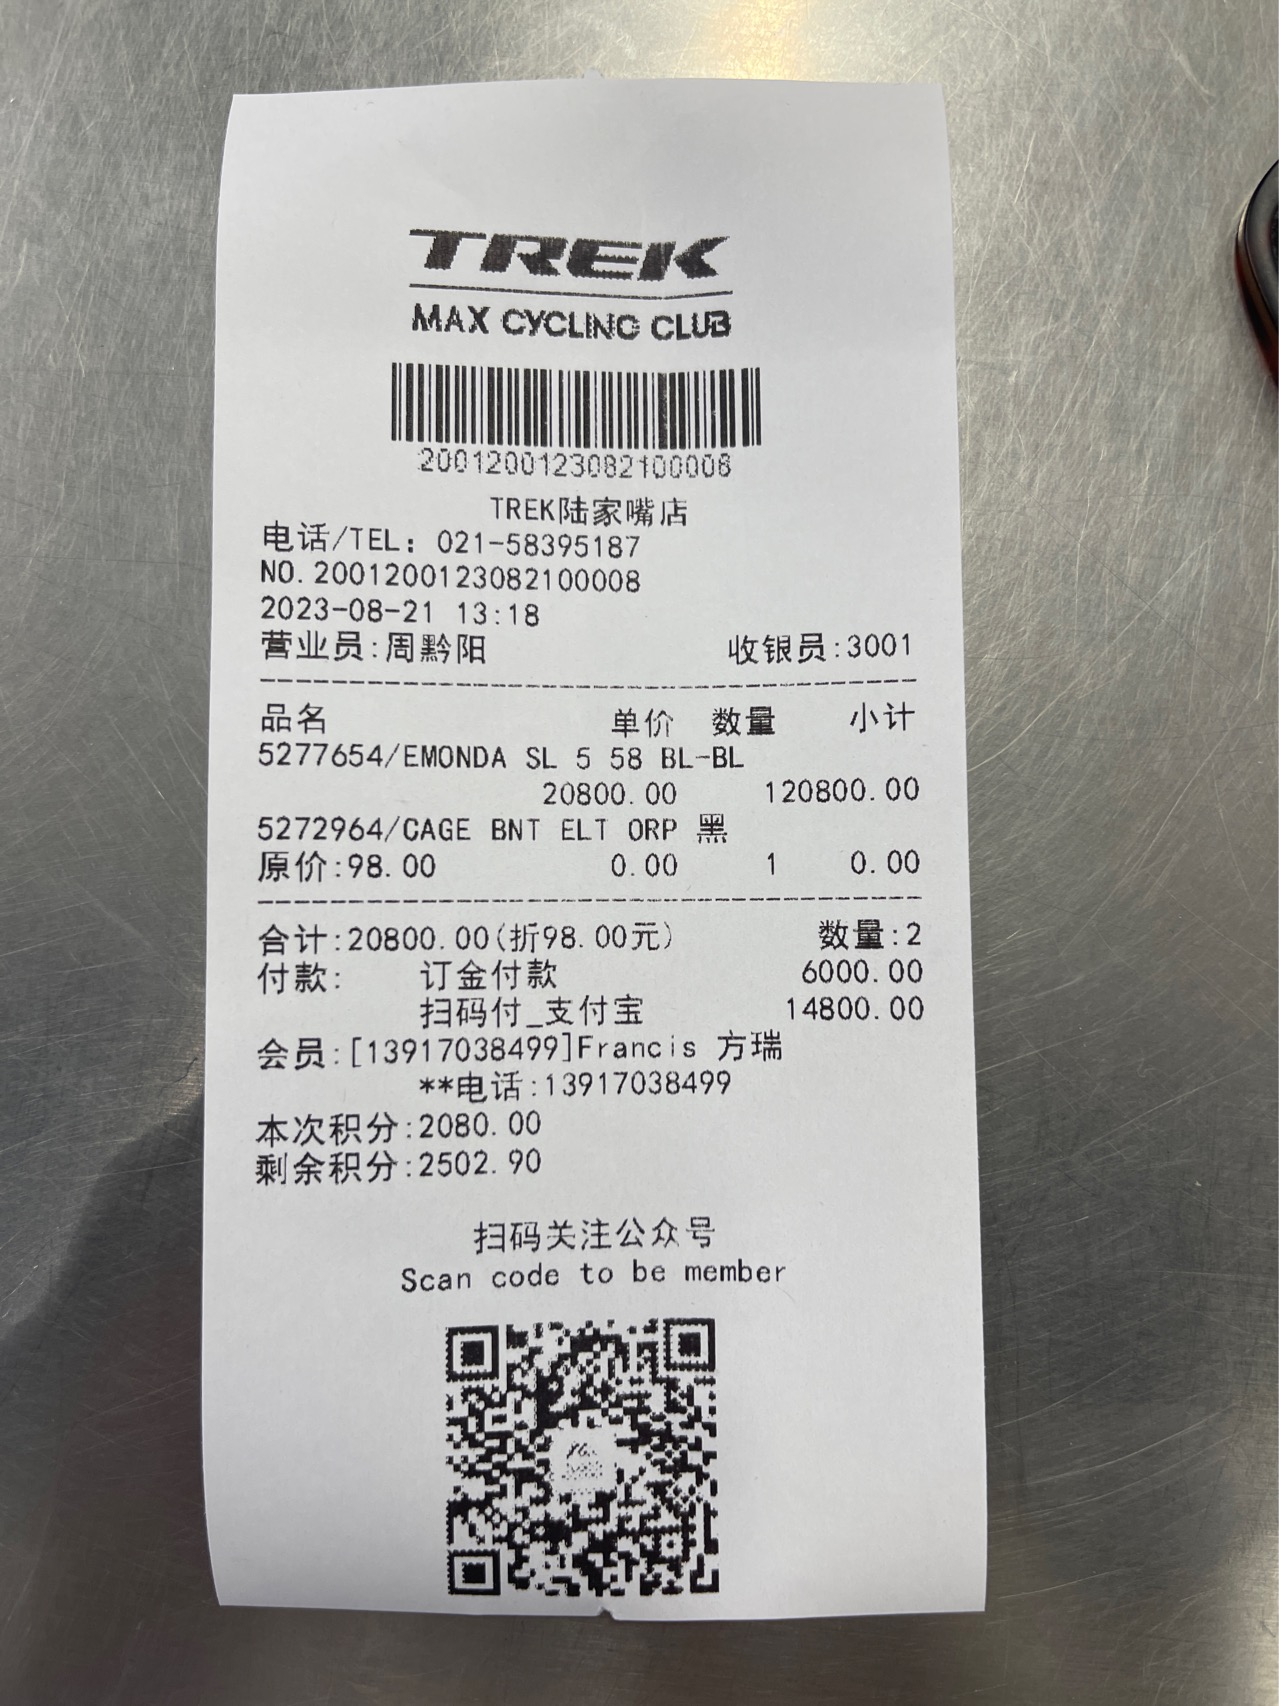 TREK
MAX CYCLING CLUB
2001200123082100008
TREK陆家嘴店
电话/TEL: 021-58395187
NO.2001200123082100008
2023-08-21 13:18
营业员:周黔阳 收银员:3001
品名 单价 数量 小计
5277654/EMONDA SL 5 58 BL-BL
20800.00 120800.00
5272964/CAGE BNT ELT ORP 黑
原价:98.00 0.00 1 0.00
合计:20800.00(折98.00元) 数量:2
付款: 订金付款 6000.00
扫码付_支付宝 14800.00
会员:[13917038499]Francis 方瑞
**电话:13917038499
本次积分:2080.00
剩余积分:2502.90
扫码关注公众号
Scan code to be member